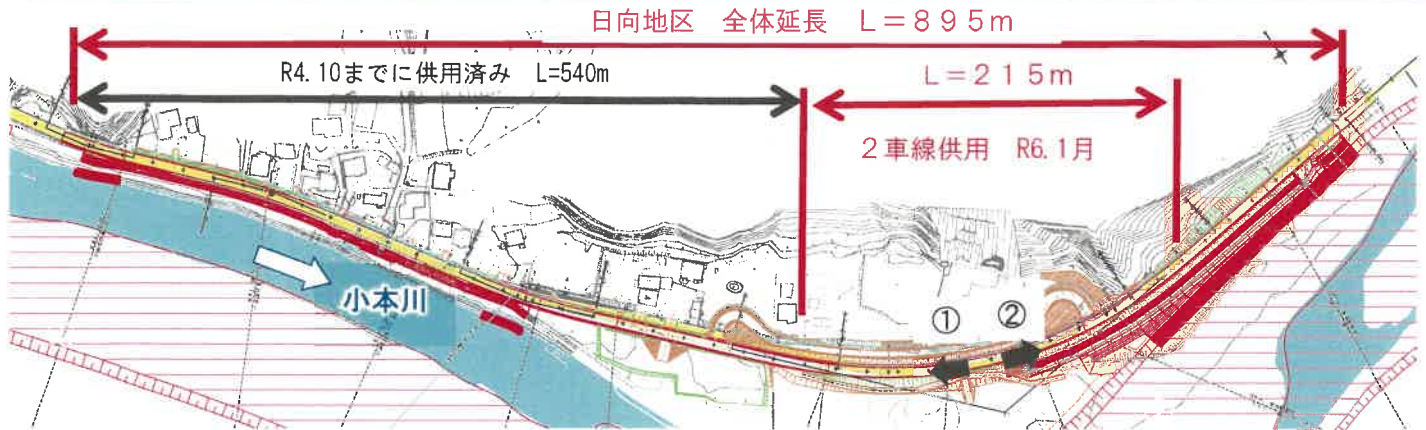 日向地区 全体延長 L=895m
R4.10までに供用済み L=540m
L=215m
2車線供用 R6.1月
小本川
①
②